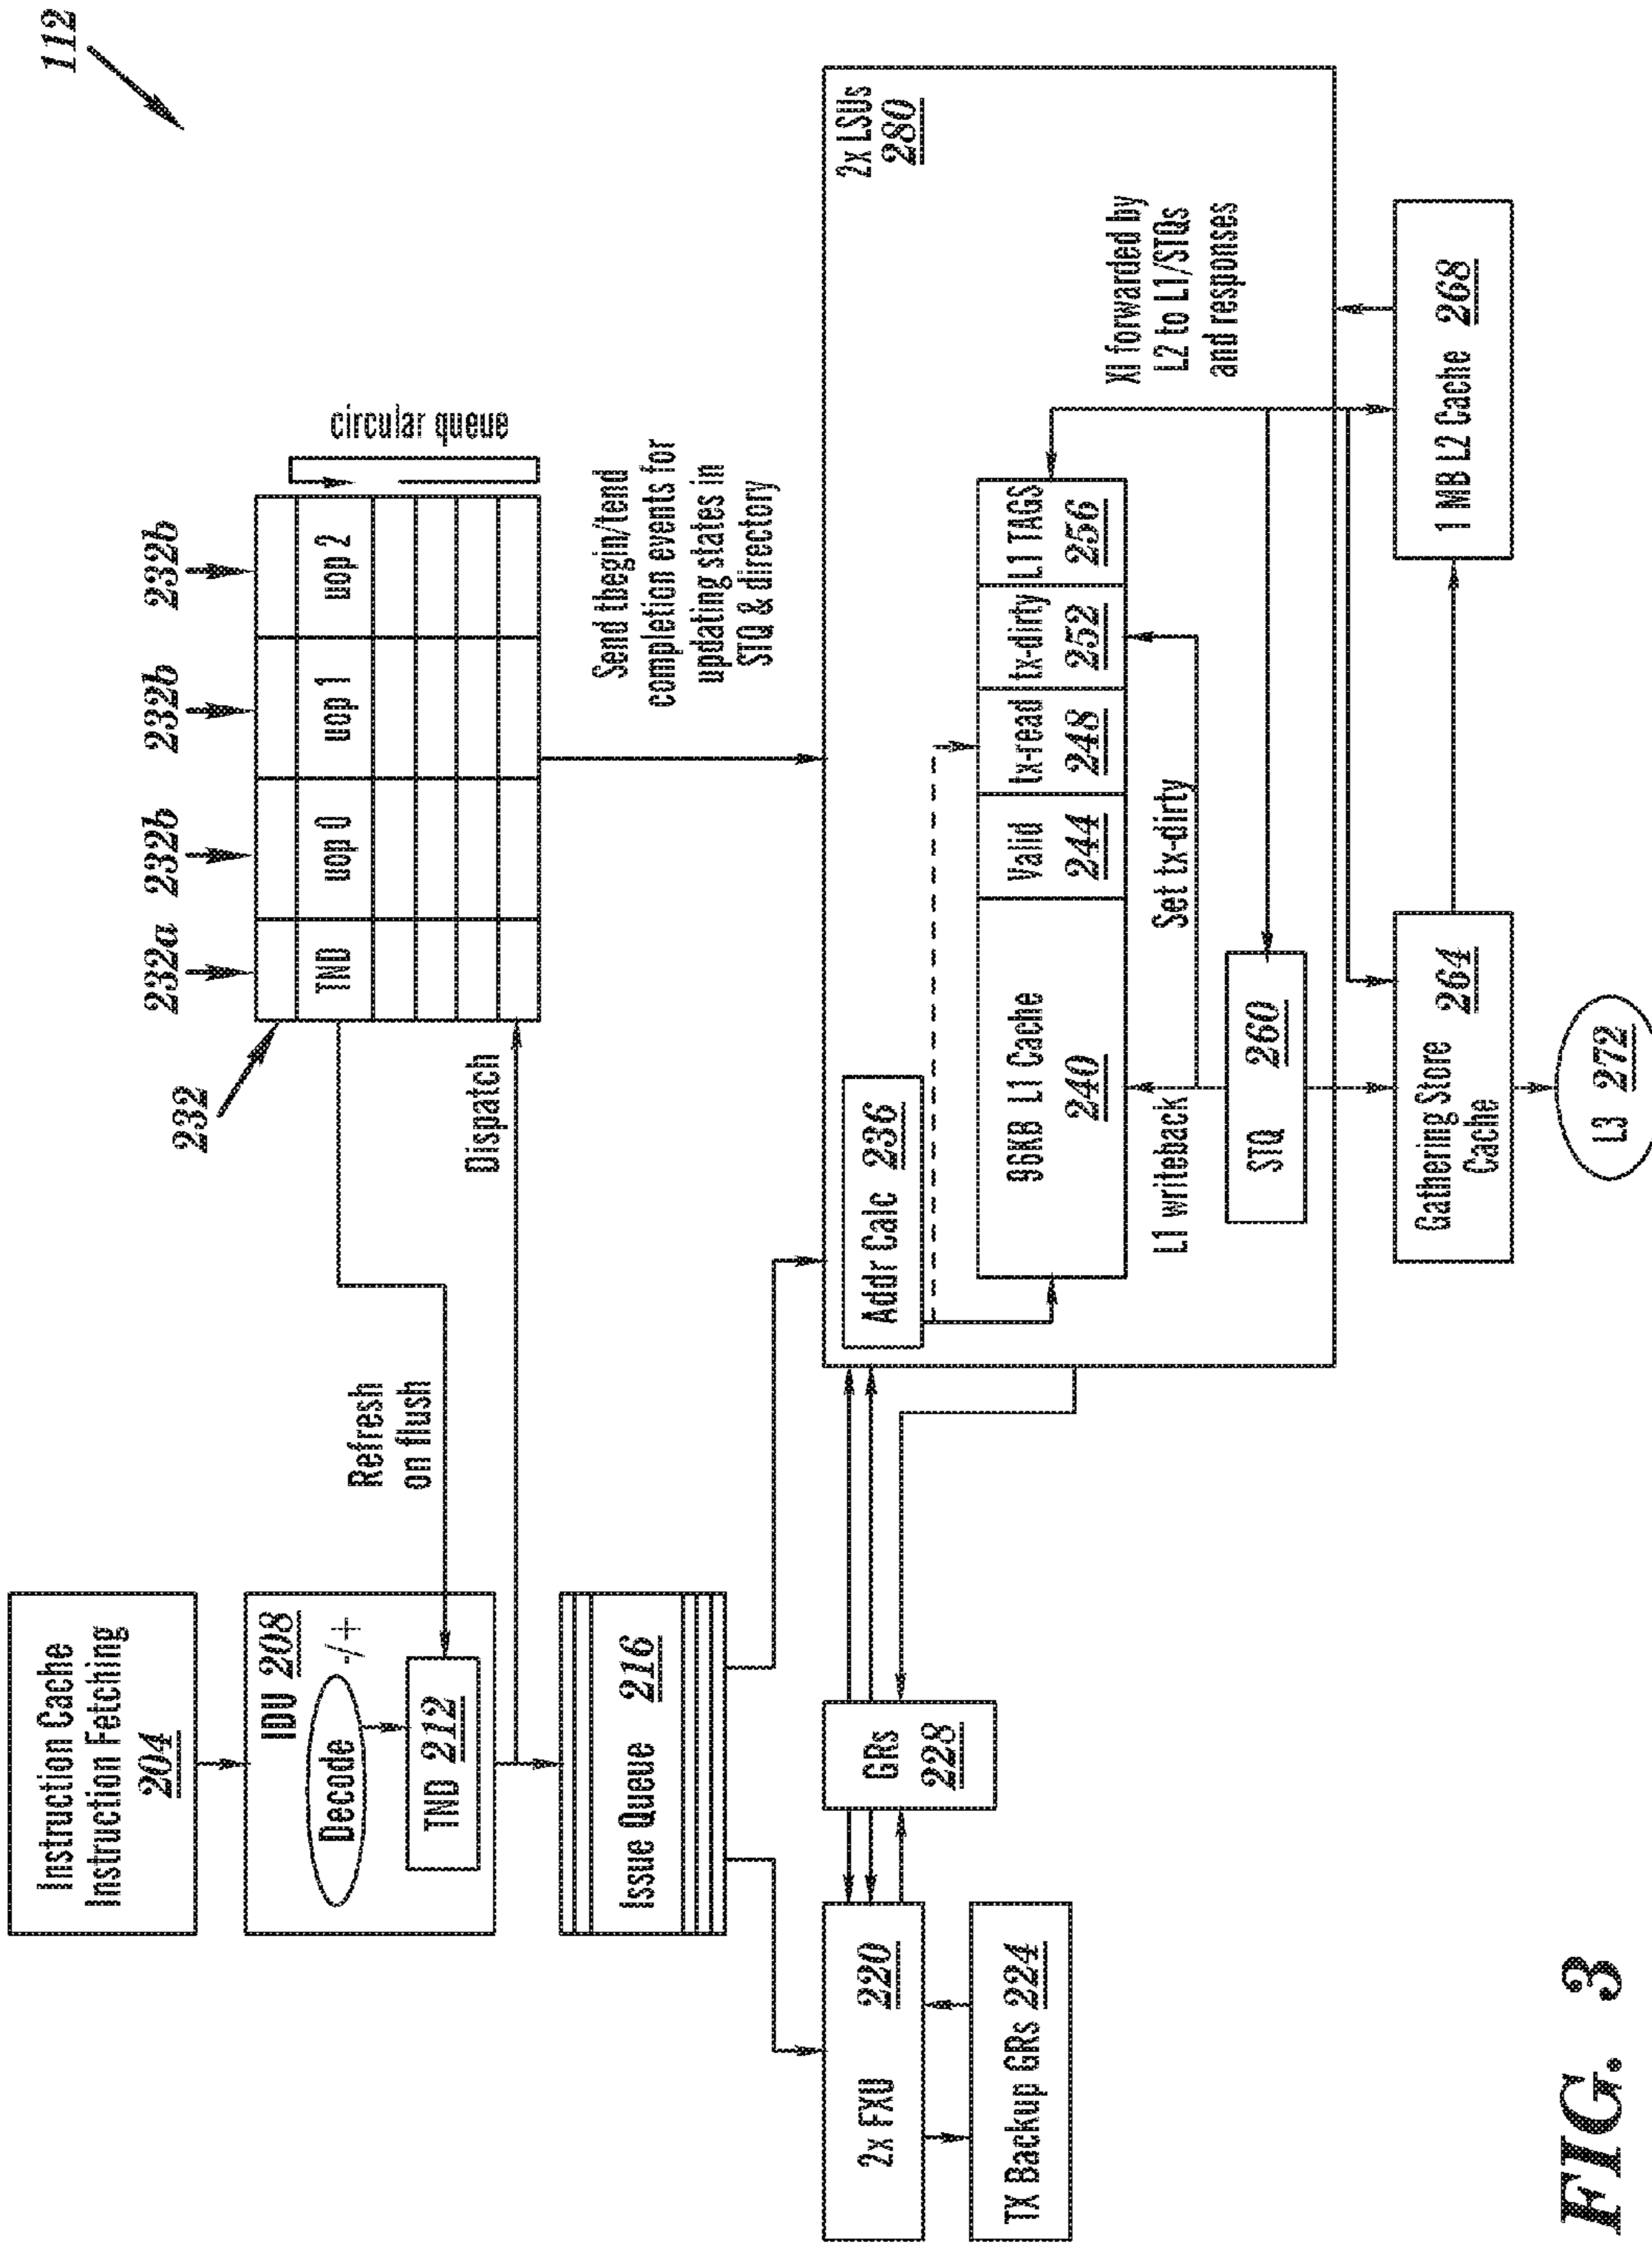 112
Instruction Cache
Instruction Fetching
204
IDU 208
Decode
-/+
TND 212
Refresh
on flush
Dispatch
232
232a
232b
232b
232b
TND
uop 0
uop 1
uop 2
circular queue
Issue Queue 216
Send tbegin/tend
completion events for
updating states in
STQ & directory
2x FXU 220
TX Backup GRs 224
GRs
228
2x LSUs
280
Addr Calc 236
96KB L1 Cache
240
Valid
244
tx-read
248
tx-dirty
252
L1 TAGS
256
L1 writeback
Set tx-dirty
XI forwarded by
L2 to L1/STQs
and responses
STQ 260
Gathering Store
Cache 264
1 MB L2 Cache 268
L3 272
FIG. 3